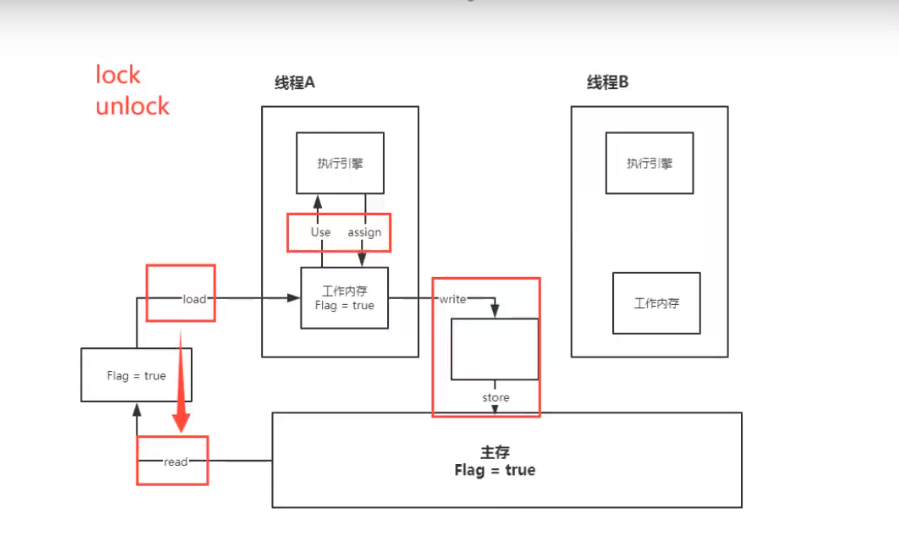 lock
unlock
线程A
线程B
执行引擎
执行引擎
Use
assign
工作内存
Flag = true
工作内存
load
write
Flag = true
store
read
主存
Flag = true